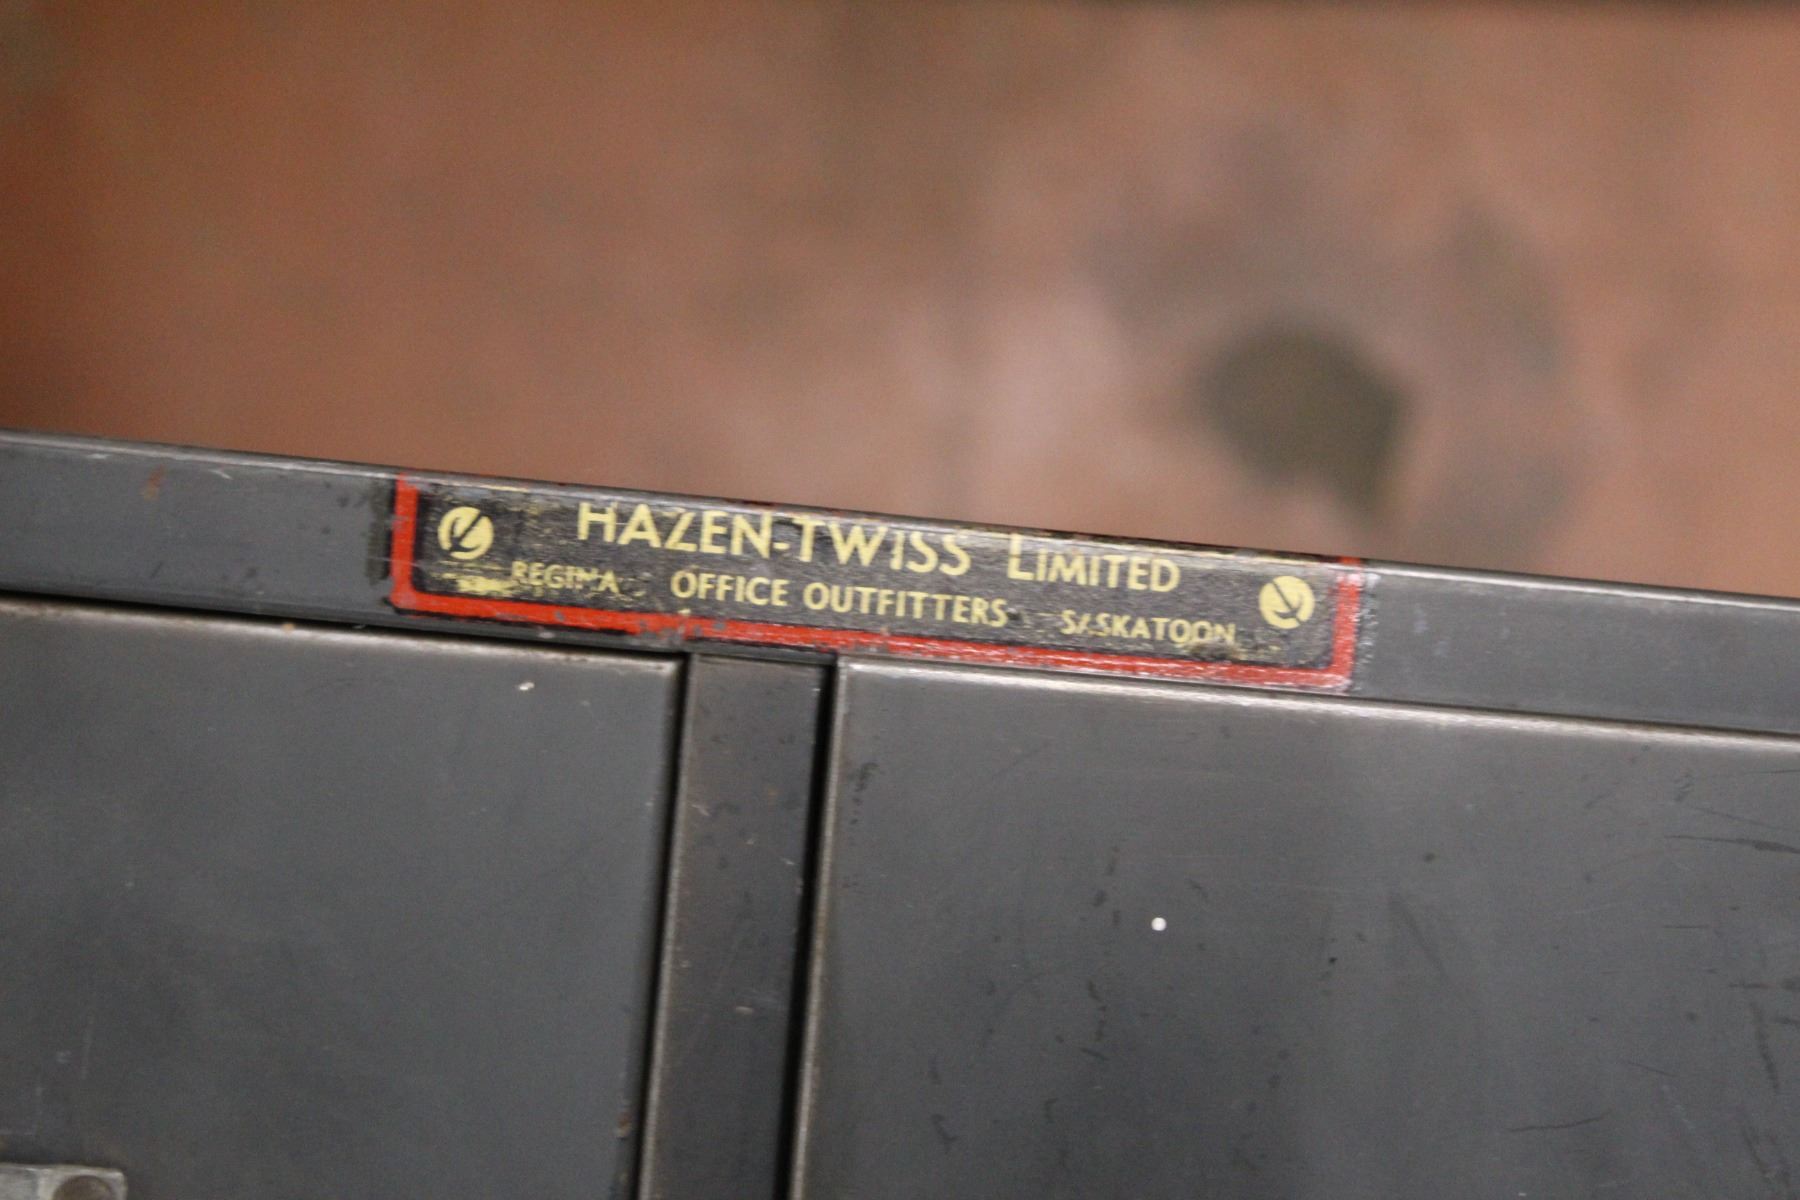 HAZEN-TWISS LIMITED
REGINA OFFICE OUTFITTERS SASKATOON